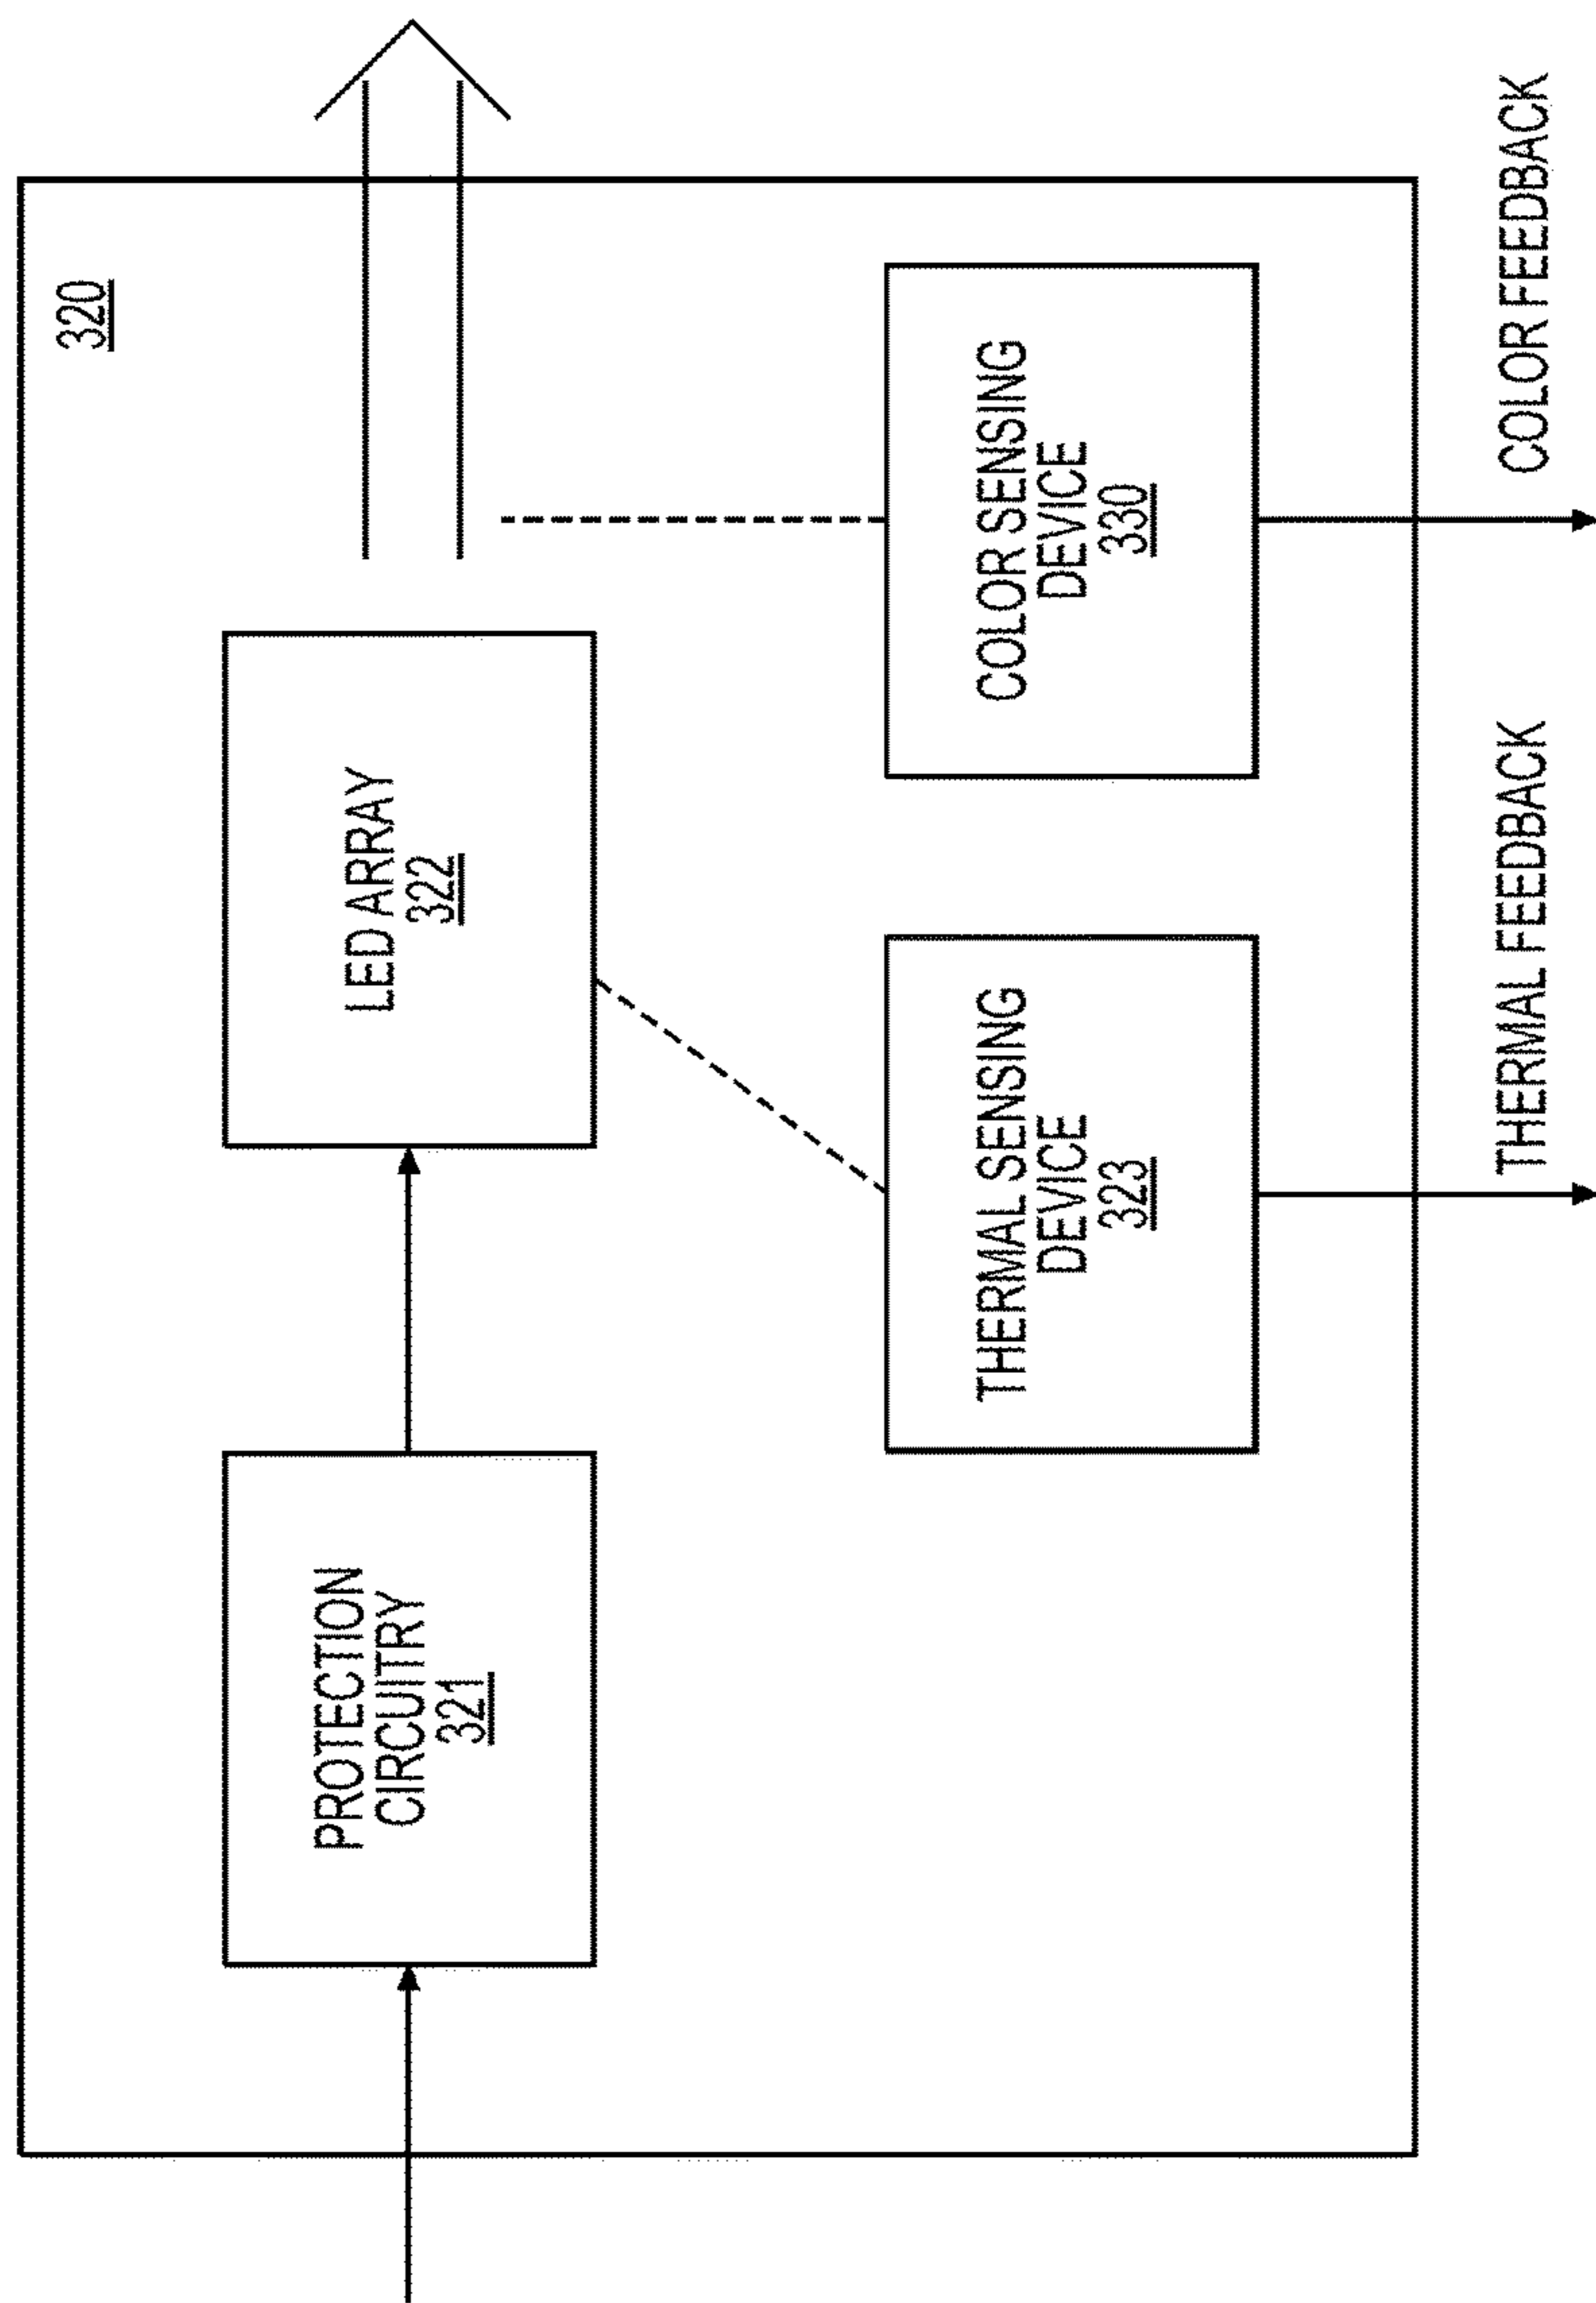 320
PROTECTION
CIRCUITRY
321
LED ARRAY
322
THERMAL SENSING
DEVICE
323
COLOR SENSING
DEVICE
330
THERMAL FEEDBACK
COLOR FEEDBACK